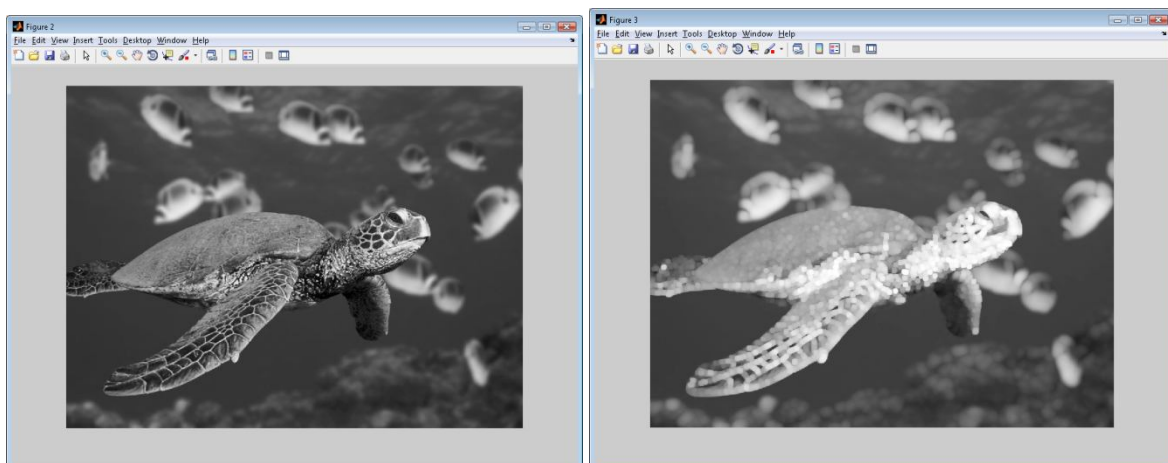 Figure 2
File Edit View Insert Tools Desktop Window Help
Figure 3
File Edit View Insert Tools Desktop Window Help